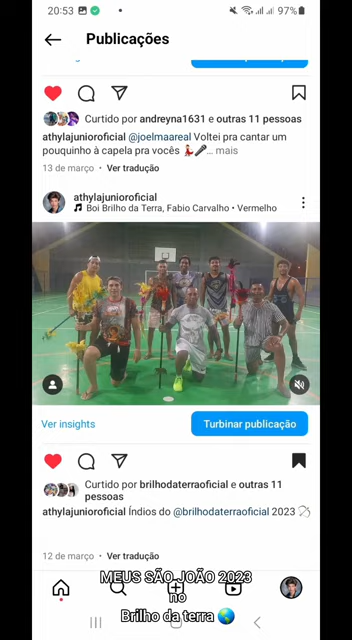 20:53
97%
Publicações
Curtido por andreyna1631 e outras 11 pessoas
athylajunioroficial @joelmaareal Voltei pra cantar um
pouquinho à capela pra vocês 💃🎤... mais
13 de março • Ver tradução
athylajunioroficial
Boi Brilho da Terra, Fabio Carvalho • Vermelho
Ver insights
Turbinar publicação
Curtido por brilhodaterraoficial e outras 11
pessoas
athylajunioroficial Índios do @brilhodaterraoficial 2023 🏹
12 de março • Ver tradução
MEUS SÃO JOÃO 2023
no
Brilho da terra 🌎